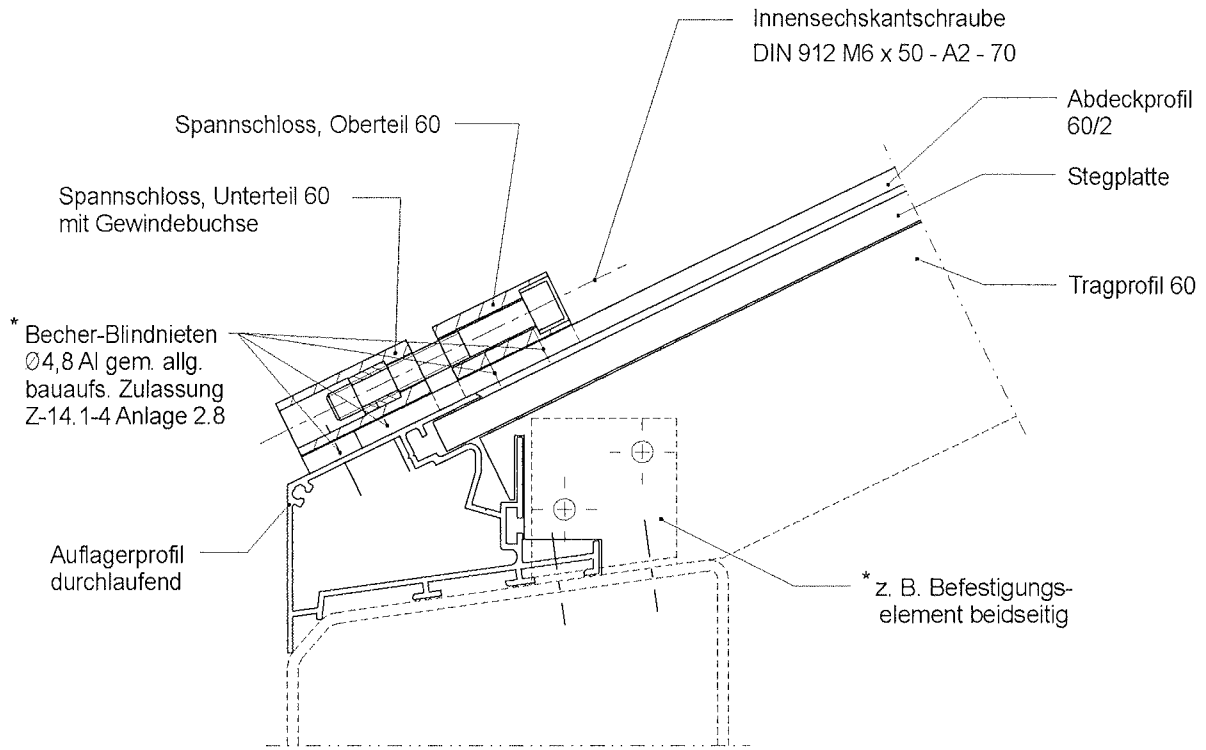 Innensechskantschraube
DIN 912 M6 x 50 - A2 - 70
Abdeckprofil
60/2
Spannschloss, Oberteil 60
Stegplatte
Spannschloss, Unterteil 60
mit Gewindebuchse
Tragprofil 60
* Becher-Blindnieten
Ø4,8 Al gem. allg.
bauaufs. Zulassung
Z-14.1-4 Anlage 2.8
Auflagerprofil
durchlaufend
* z. B. Befestigungs-
element beidseitig